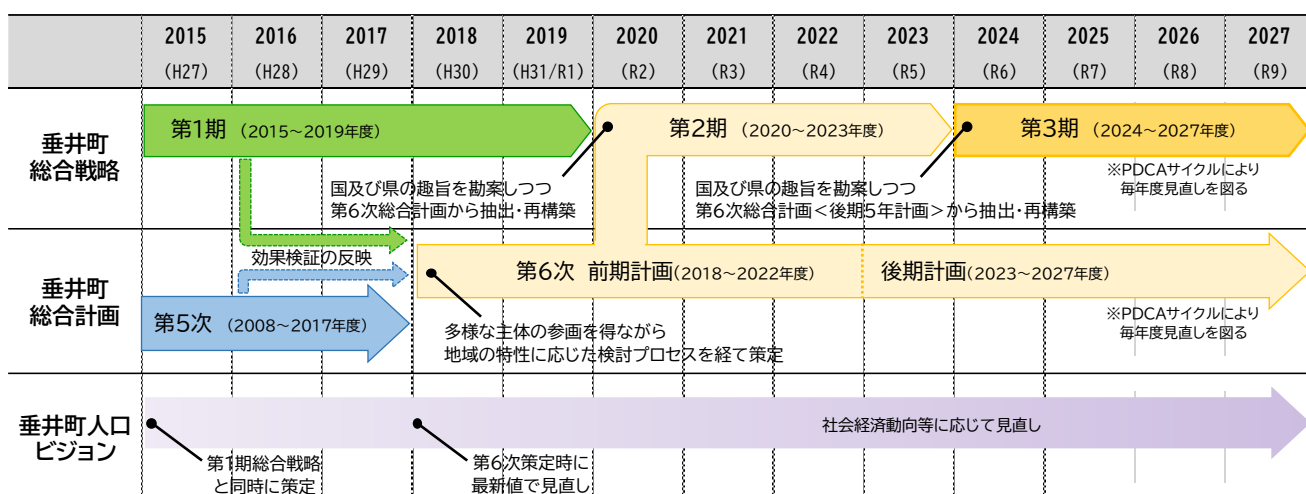 2015 2016 2017 2018 2019 2020 2021 2022 2023 2024 2025 2026 2027
(H27) (H28) (H29) (H30) (H31/R1) (R2) (R3) (R4) (R5) (R6) (R7) (R8) (R9)
垂井町
総合戦略
第1期 (2015～2019年度)
第2期 (2020～2023年度)
第3期 (2024～2027年度)
国及び県の趣旨を勘案しつつ
第6次総合計画から抽出・再構築
国及び県の趣旨を勘案しつつ
第6次総合計画＜後期5年計画＞から抽出・再構築
※PDCAサイクルにより
毎年度見直しを図る
垂井町
総合計画
効果検証の反映
第5次 (2008～2017年度)
第6次 前期計画(2018～2022年度)
後期計画(2023～2027年度)
多様な主体の参画を得ながら
地域の特性に応じた検討プロセスを経て策定
※PDCAサイクルにより
毎年度見直しを図る
垂井町人口
ビジョン
社会経済動向等に応じて見直し
第1期総合戦略
と同時に策定
第6次策定時に
最新値で見直し